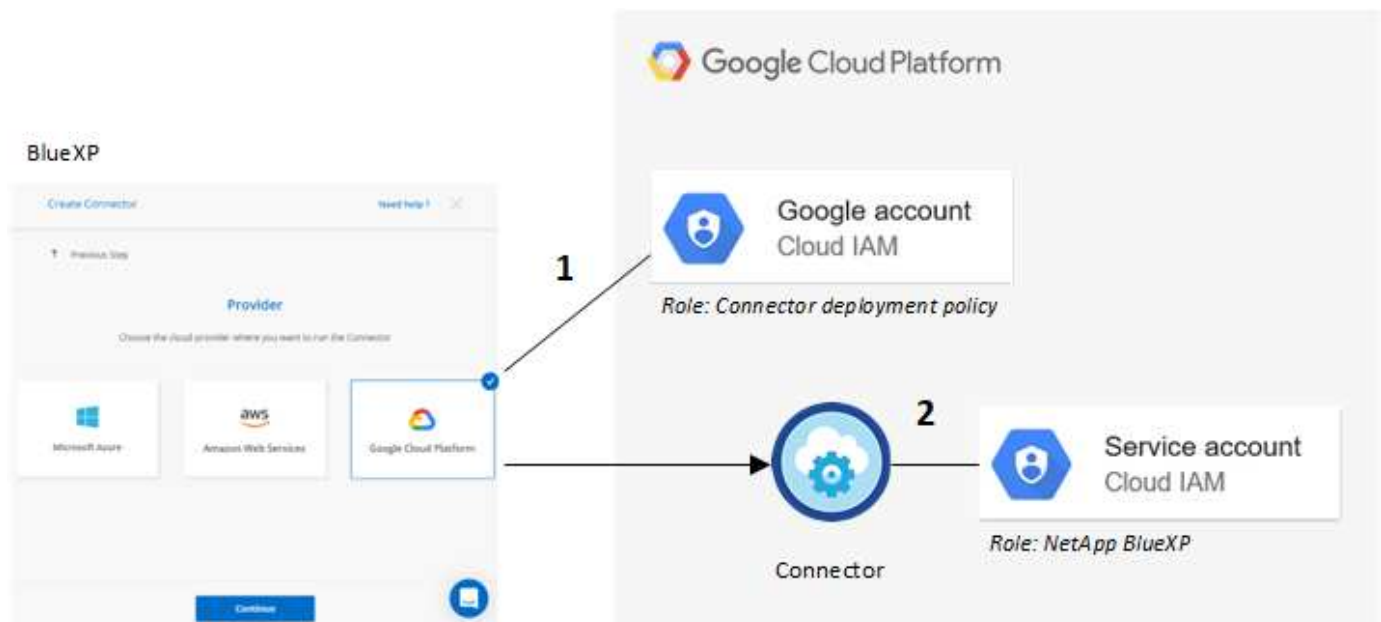 Google Cloud Platform
BlueXP
Create Connector
Need help?
Previous Step
1
Google account
Cloud IAM
Role: Connector deployment policy
Provider
Choose the cloud provider where you want to run the Connector
Microsoft Azure
aws
Amazon Web Services
Google Cloud Platform
2
Service account
Cloud IAM
Role: NetApp BlueXP
Connector
Continue